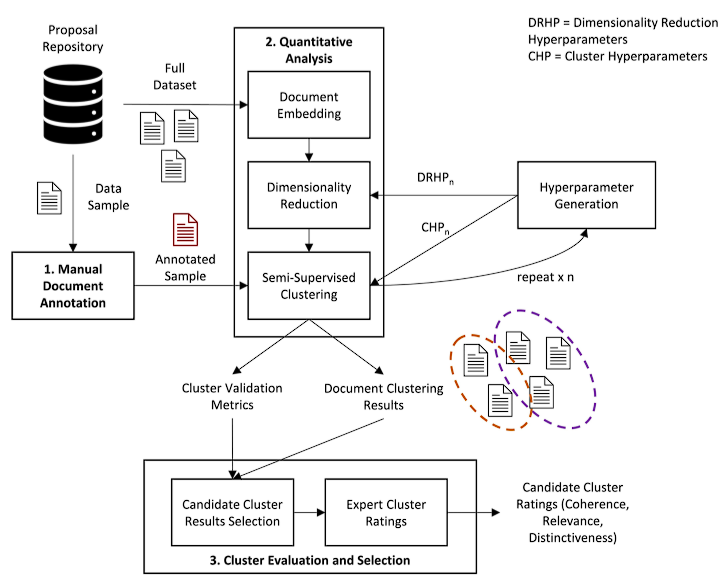 Proposal
Repository
Full
Dataset
Data
Sample
1. Manual
Document
Annotation
Annotated
Sample
2. Quantitative
Analysis
Document
Embedding
Dimensionality
Reduction
Semi-Supervised
Clustering
DRHP = Dimensionality Reduction
Hyperparameters
CHP = Cluster Hyperparameters
DRHPn
CHPn
Hyperparameter
Generation
repeat x n
Cluster Validation
Metrics
Document Clustering
Results
Candidate Cluster
Results Selection
Expert Cluster
Ratings
3. Cluster Evaluation and Selection
Candidate Cluster
Ratings (Coherence,
Relevance,
Distinctiveness)